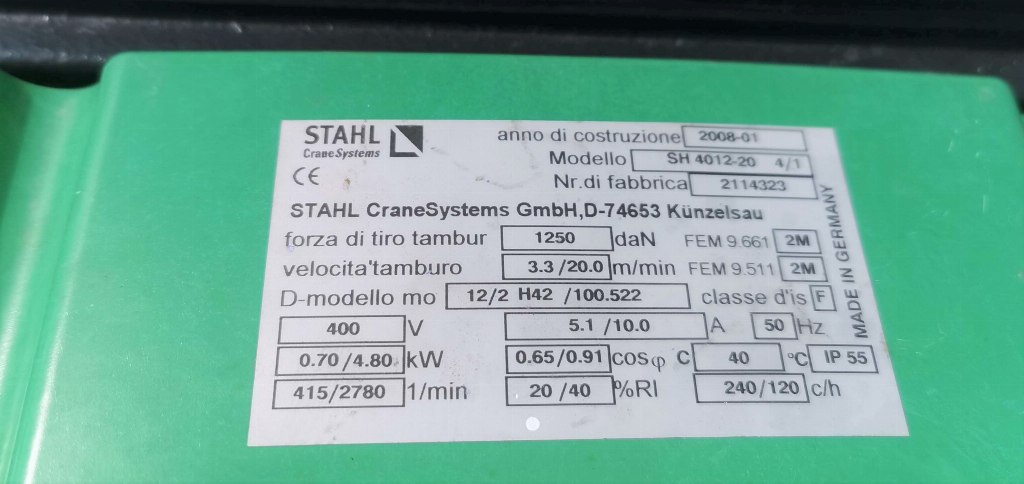 STAHL
CraneSystems
CE
anno di costruzione 2008-01
Modello SH 4012-20 4/1
Nr.di fabbrica 2114323
STAHL CraneSystems GmbH,D-74653 Künzelsau
forza di tiro tambur 1250 daN FEM 9.661 2M
velocita'tamburo 3.3/20.0 m/min FEM 9.511 2M
D-modello mo 12/2 H42 /100.522 classe d'is F
400 V 5.1/10.0 A 50 Hz
0.70/4.80 kW 0.65/0.91 cosφ C 40 °C IP 55
415/2780 1/min 20/40 %RI 240/120 c/h
MADE IN GERMANY